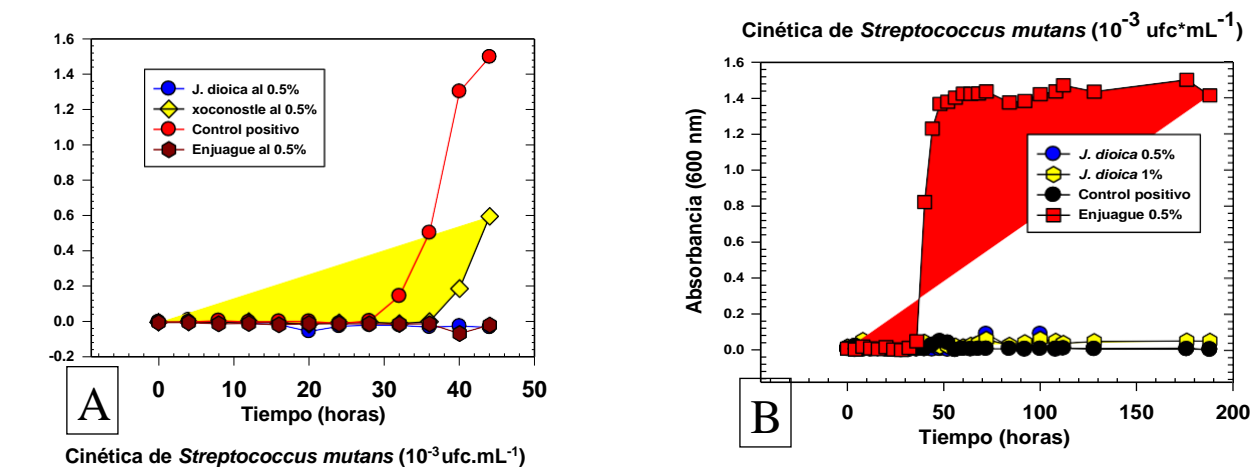 1.6
1.4
1.2
1.0
0.8
0.6
0.4
0.2
0.0
-0.2
J. dioica al 0.5%
xoconostle al 0.5%
Control positivo
Enjuague al 0.5%
0 10 20 30 40 50
A
Tiempo (horas)
Cinética de Streptococcus mutans (10-3 ufc.mL-1)
Cinética de Streptococcus mutans (10-3 ufc*mL-1)
Absorbancia (600 nm)
1.6
1.4
1.2
1.0
0.8
0.6
0.4
0.2
0.0
J. dioica 0.5%
J. dioica 1%
Control positivo
Enjuague 0.5%
0 50 100 150 200
B
Tiempo (horas)